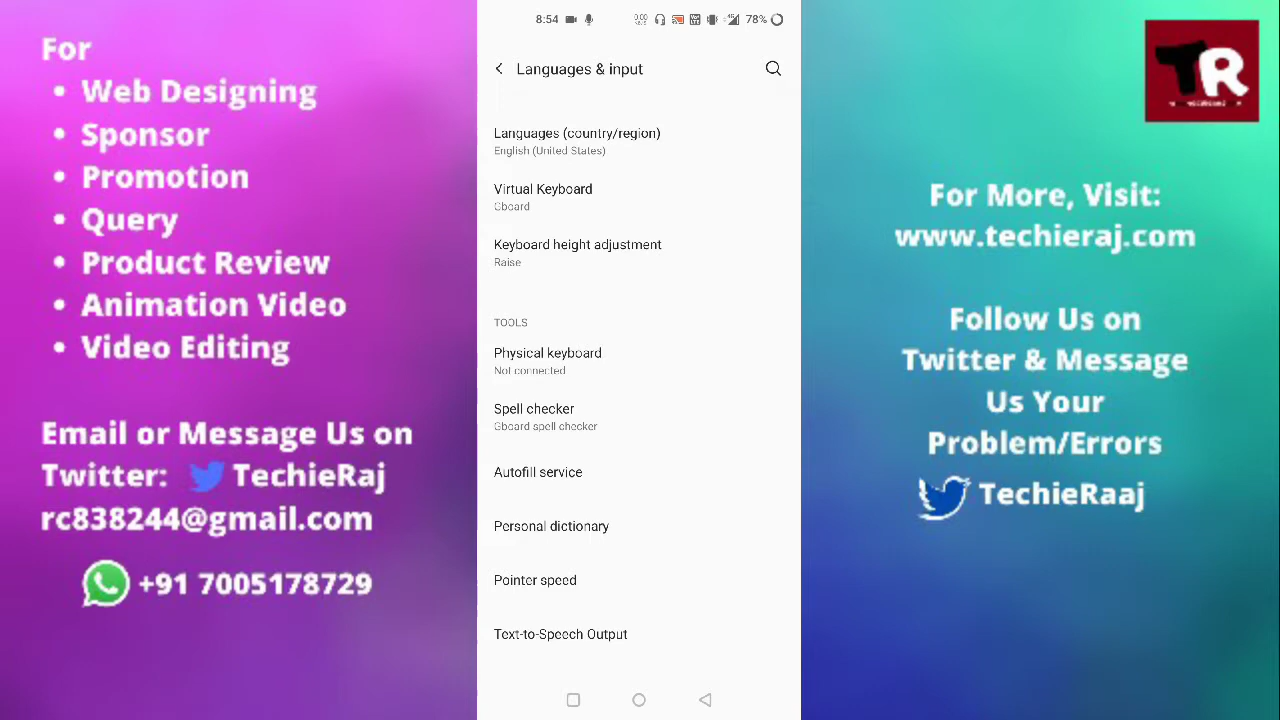 For
• Web Designing
• Sponsor
• Promotion
• Query
• Product Review
• Animation Video
• Video Editing
Email or Message Us on
Twitter: TechieRaj
rc838244@gmail.com
+91 7005178729
8:54
78%
Languages & input
Languages (country/region)
English (United States)
Virtual Keyboard
Gboard
Keyboard height adjustment
Raise
TOOLS
Physical keyboard
Not connected
Spell checker
Gboard spell checker
Autofill service
Personal dictionary
Pointer speed
Text-to-Speech Output
TR
For More, Visit:
www.techieraj.com
Follow Us on
Twitter & Message
Us Your
Problem/Errors
TechieRaaj